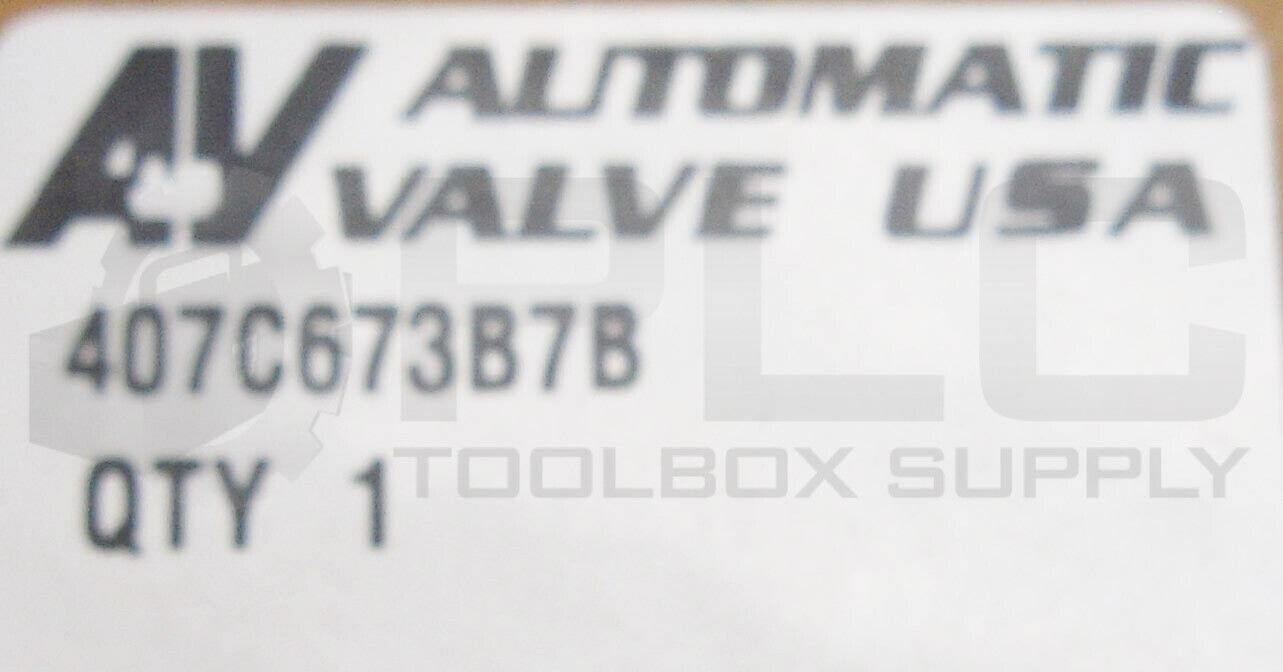 AV AUTOMATIC
VALVE USA
PLC
407C673B7B
TOOLBOX SUPPLY
QTY 1